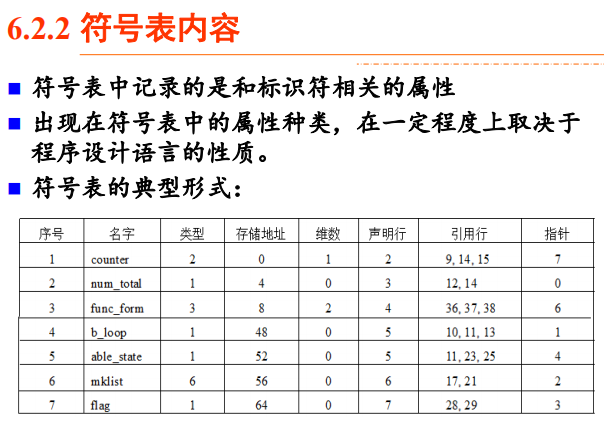 6.2.2 符号表内容
符号表中记录的是和标识符相关的属性
出现在符号表中的属性种类，在一定程度上取决于
程序设计语言的性质。
符号表的典型形式：
序号 名字 类型 存储地址 维数 声明行 引用行 指针
1 counter 2 0 1 2 9, 14, 15 7
2 num_total 1 4 0 3 12, 14 0
3 func_form 3 8 2 4 36, 37, 38 6
4 b_loop 1 48 0 5 10, 11, 13 1
5 able_state 1 52 0 5 11, 23, 25 4
6 mklist 6 56 0 6 17, 21 2
7 flag 1 64 0 7 28, 29 3